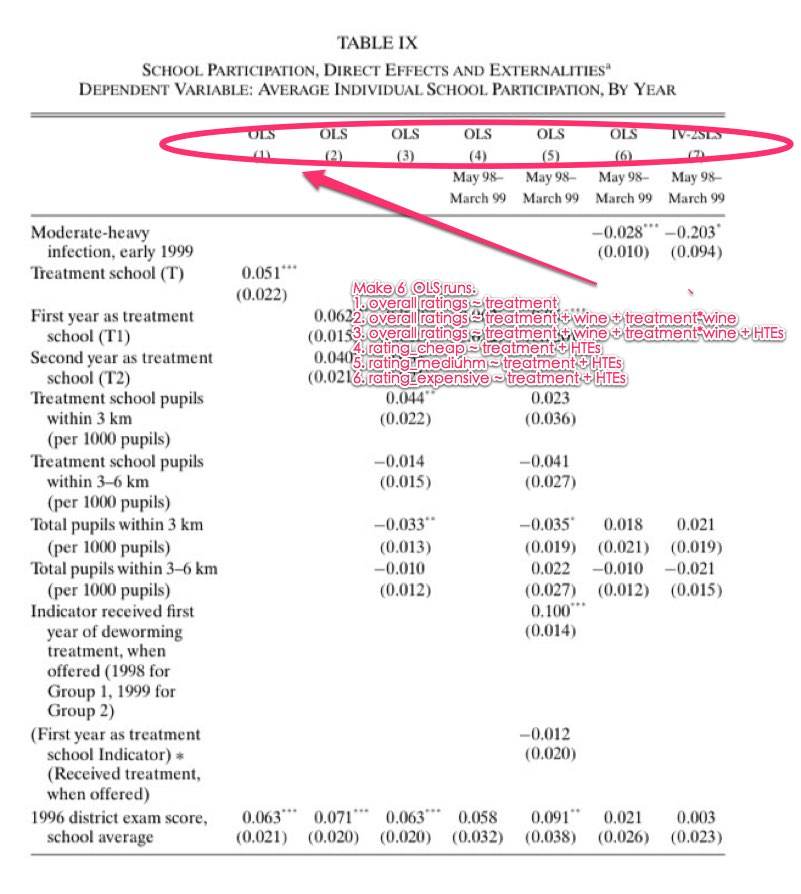 TABLE IX
SCHOOL PARTICIPATION, DIRECT EFFECTS AND EXTERNALITIESᵃ
DEPENDENT VARIABLE: AVERAGE INDIVIDUAL SCHOOL PARTICIPATION, BY YEAR
OLS OLS OLS OLS OLS OLS IV-2SLS
(1) (2) (3) (4) (5) (6) (7)
May 98– May 98– May 98– May 98–
March 99 March 99 March 99 March 99
Moderate-heavy −0.028*** −0.203*
infection, early 1999 (0.010) (0.094)
Treatment school (T) 0.051***
(0.022)
Make 6 OLS runs.
1. overall ratings ~ treatment
2. overall ratings ~ treatment + wine + treatment*wine
3. overall ratings ~ treatment + wine + treatment*wine + HTEs
4. rating_cheap ~ treatment + HTEs
5. rating_mediuhm ~ treatment + HTEs
6. rating_expensive ~ treatment + HTEs
First year as treatment 0.062
school (T1) (0.015
Second year as treatment 0.040
school (T2) (0.021
Treatment school pupils 0.044** 0.023
within 3 km (0.022) (0.036)
(per 1000 pupils)
Treatment school pupils −0.014 −0.041
within 3–6 km (0.015) (0.027)
(per 1000 pupils)
Total pupils within 3 km −0.033** −0.035* 0.018 0.021
(per 1000 pupils) (0.013) (0.019) (0.021) (0.019)
Total pupils within 3–6 km −0.010 0.022 −0.010 −0.021
(per 1000 pupils) (0.012) (0.027) (0.012) (0.015)
Indicator received first 0.100***
year of deworming (0.014)
treatment, when
offered (1998 for
Group 1, 1999 for
Group 2)
(First year as treatment −0.012
school Indicator) * (0.020)
(Received treatment,
when offered)
1996 district exam score, 0.063*** 0.071*** 0.063*** 0.058 0.091** 0.021 0.003
school average (0.021) (0.020) (0.020) (0.032) (0.038) (0.026) (0.023)